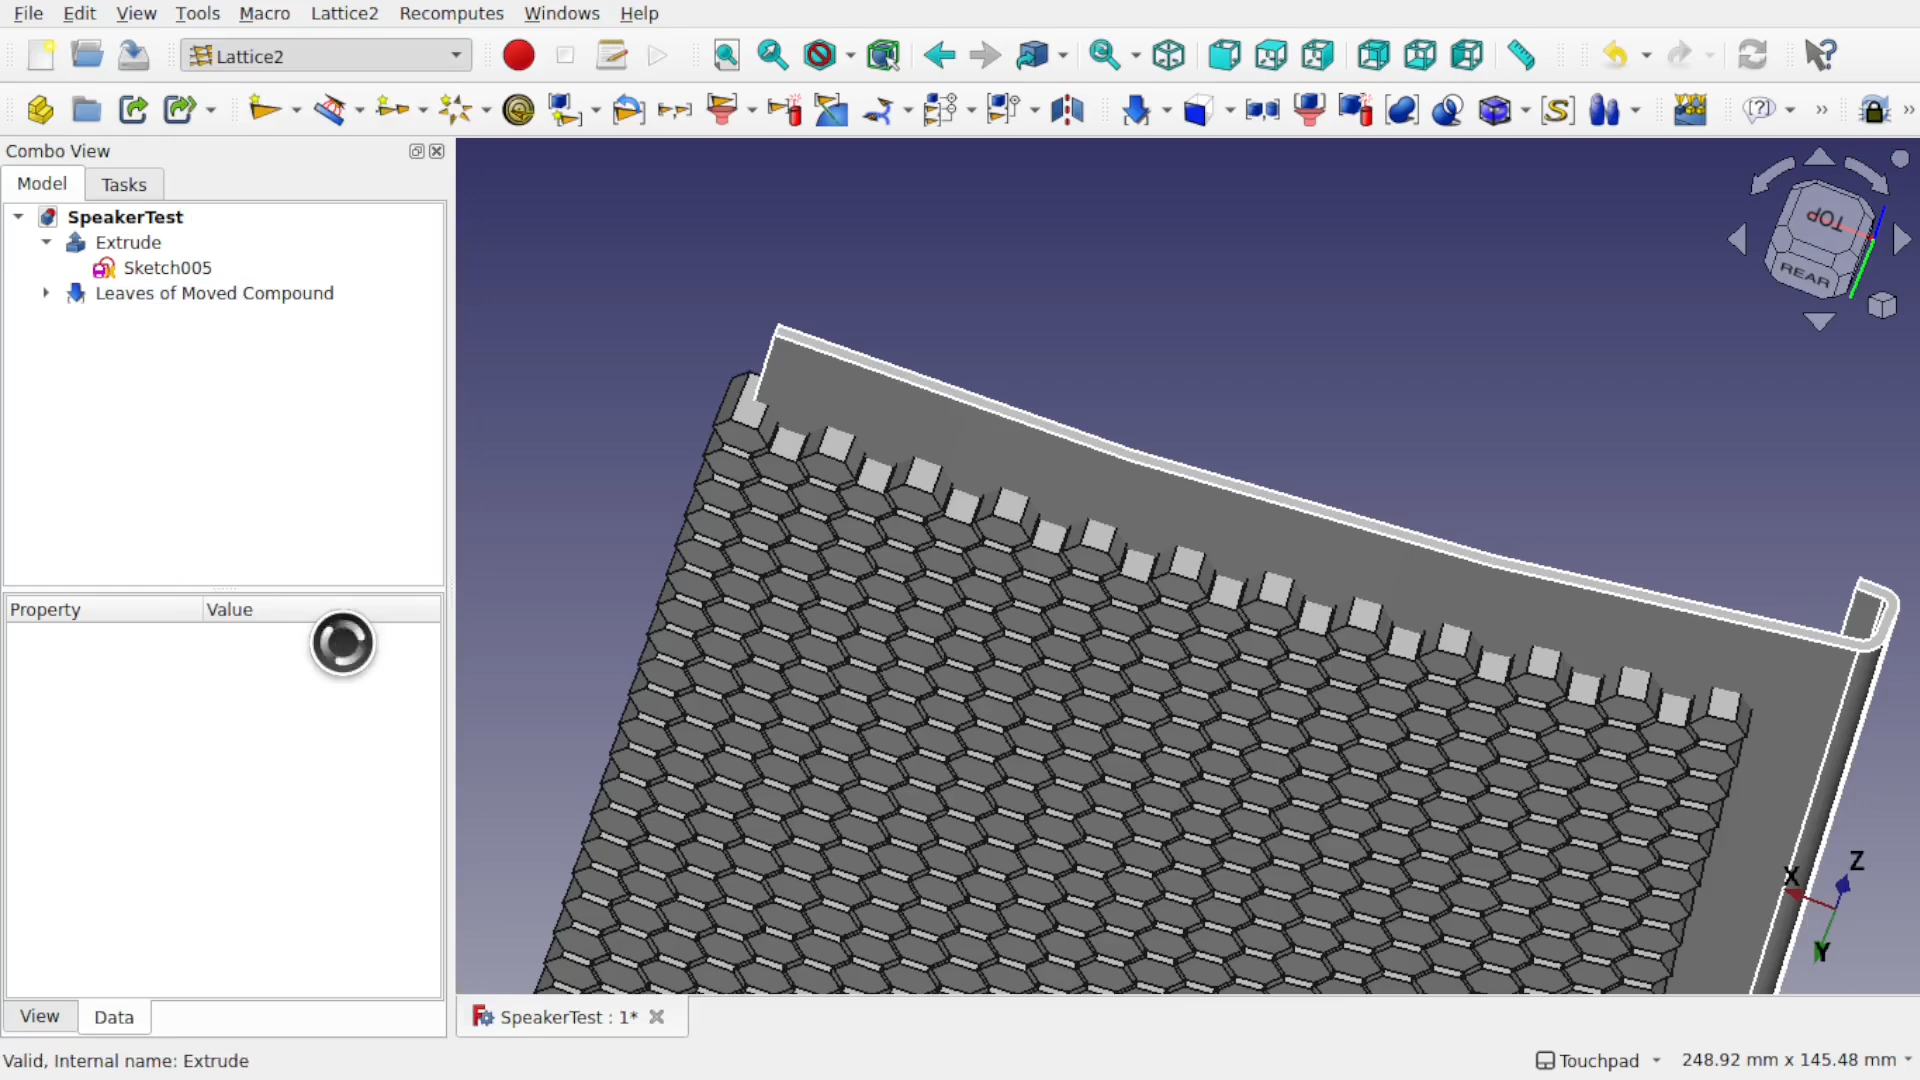 File Edit View Tools Macro Lattice2 Recomputes Windows Help
Lattice2
Combo View
Model Tasks
SpeakerTest
Extrude
Sketch005
Leaves of Moved Compound
Property Value
View Data
SpeakerTest : 1*
TOP
REAR
X
Z
Y
Valid, Internal name: Extrude
Touchpad 248.92 mm x 145.48 mm